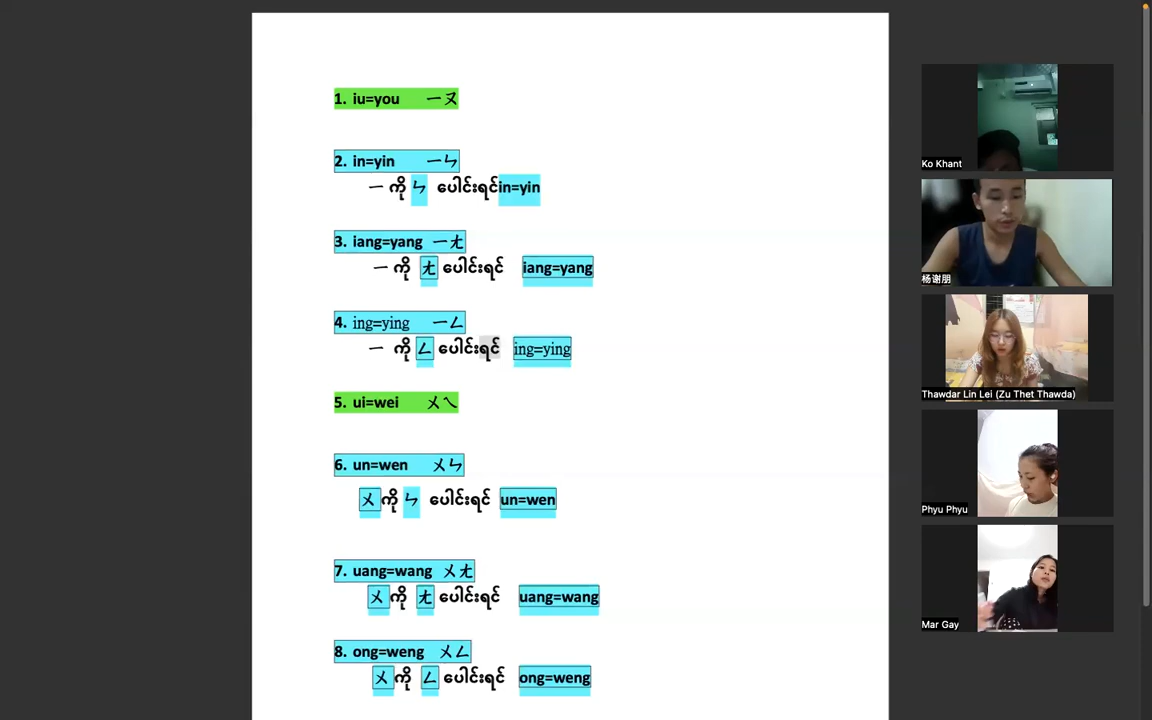 1. iu=you ㄧㄡ
2. in=yin ㄧㄣ
ㄧ ကို ㄣ ပေါင်းရင်in=yin
3. iang=yang ㄧㄤ
ㄧ ကို ㄤ ပေါင်းရင် iang=yang
4. ing=ying ㄧㄥ
ㄧ ကို ㄥ ပေါင်းရင် ing=ying
5. ui=wei ㄨㄟ
6. un=wen ㄨㄣ
ㄨကို ㄣ ပေါင်းရင် un=wen
7. uang=wang ㄨㄤ
ㄨကို ㄤ ပေါင်းရင် uang=wang
8. ong=weng ㄨㄥ
ㄨကို ㄥ ပေါင်းရင် ong=weng
Ko Khant
杨谢朋
Thawdar Lin Lei (Zu Thet Thawda)
Phyu Phyu
Mar Gay